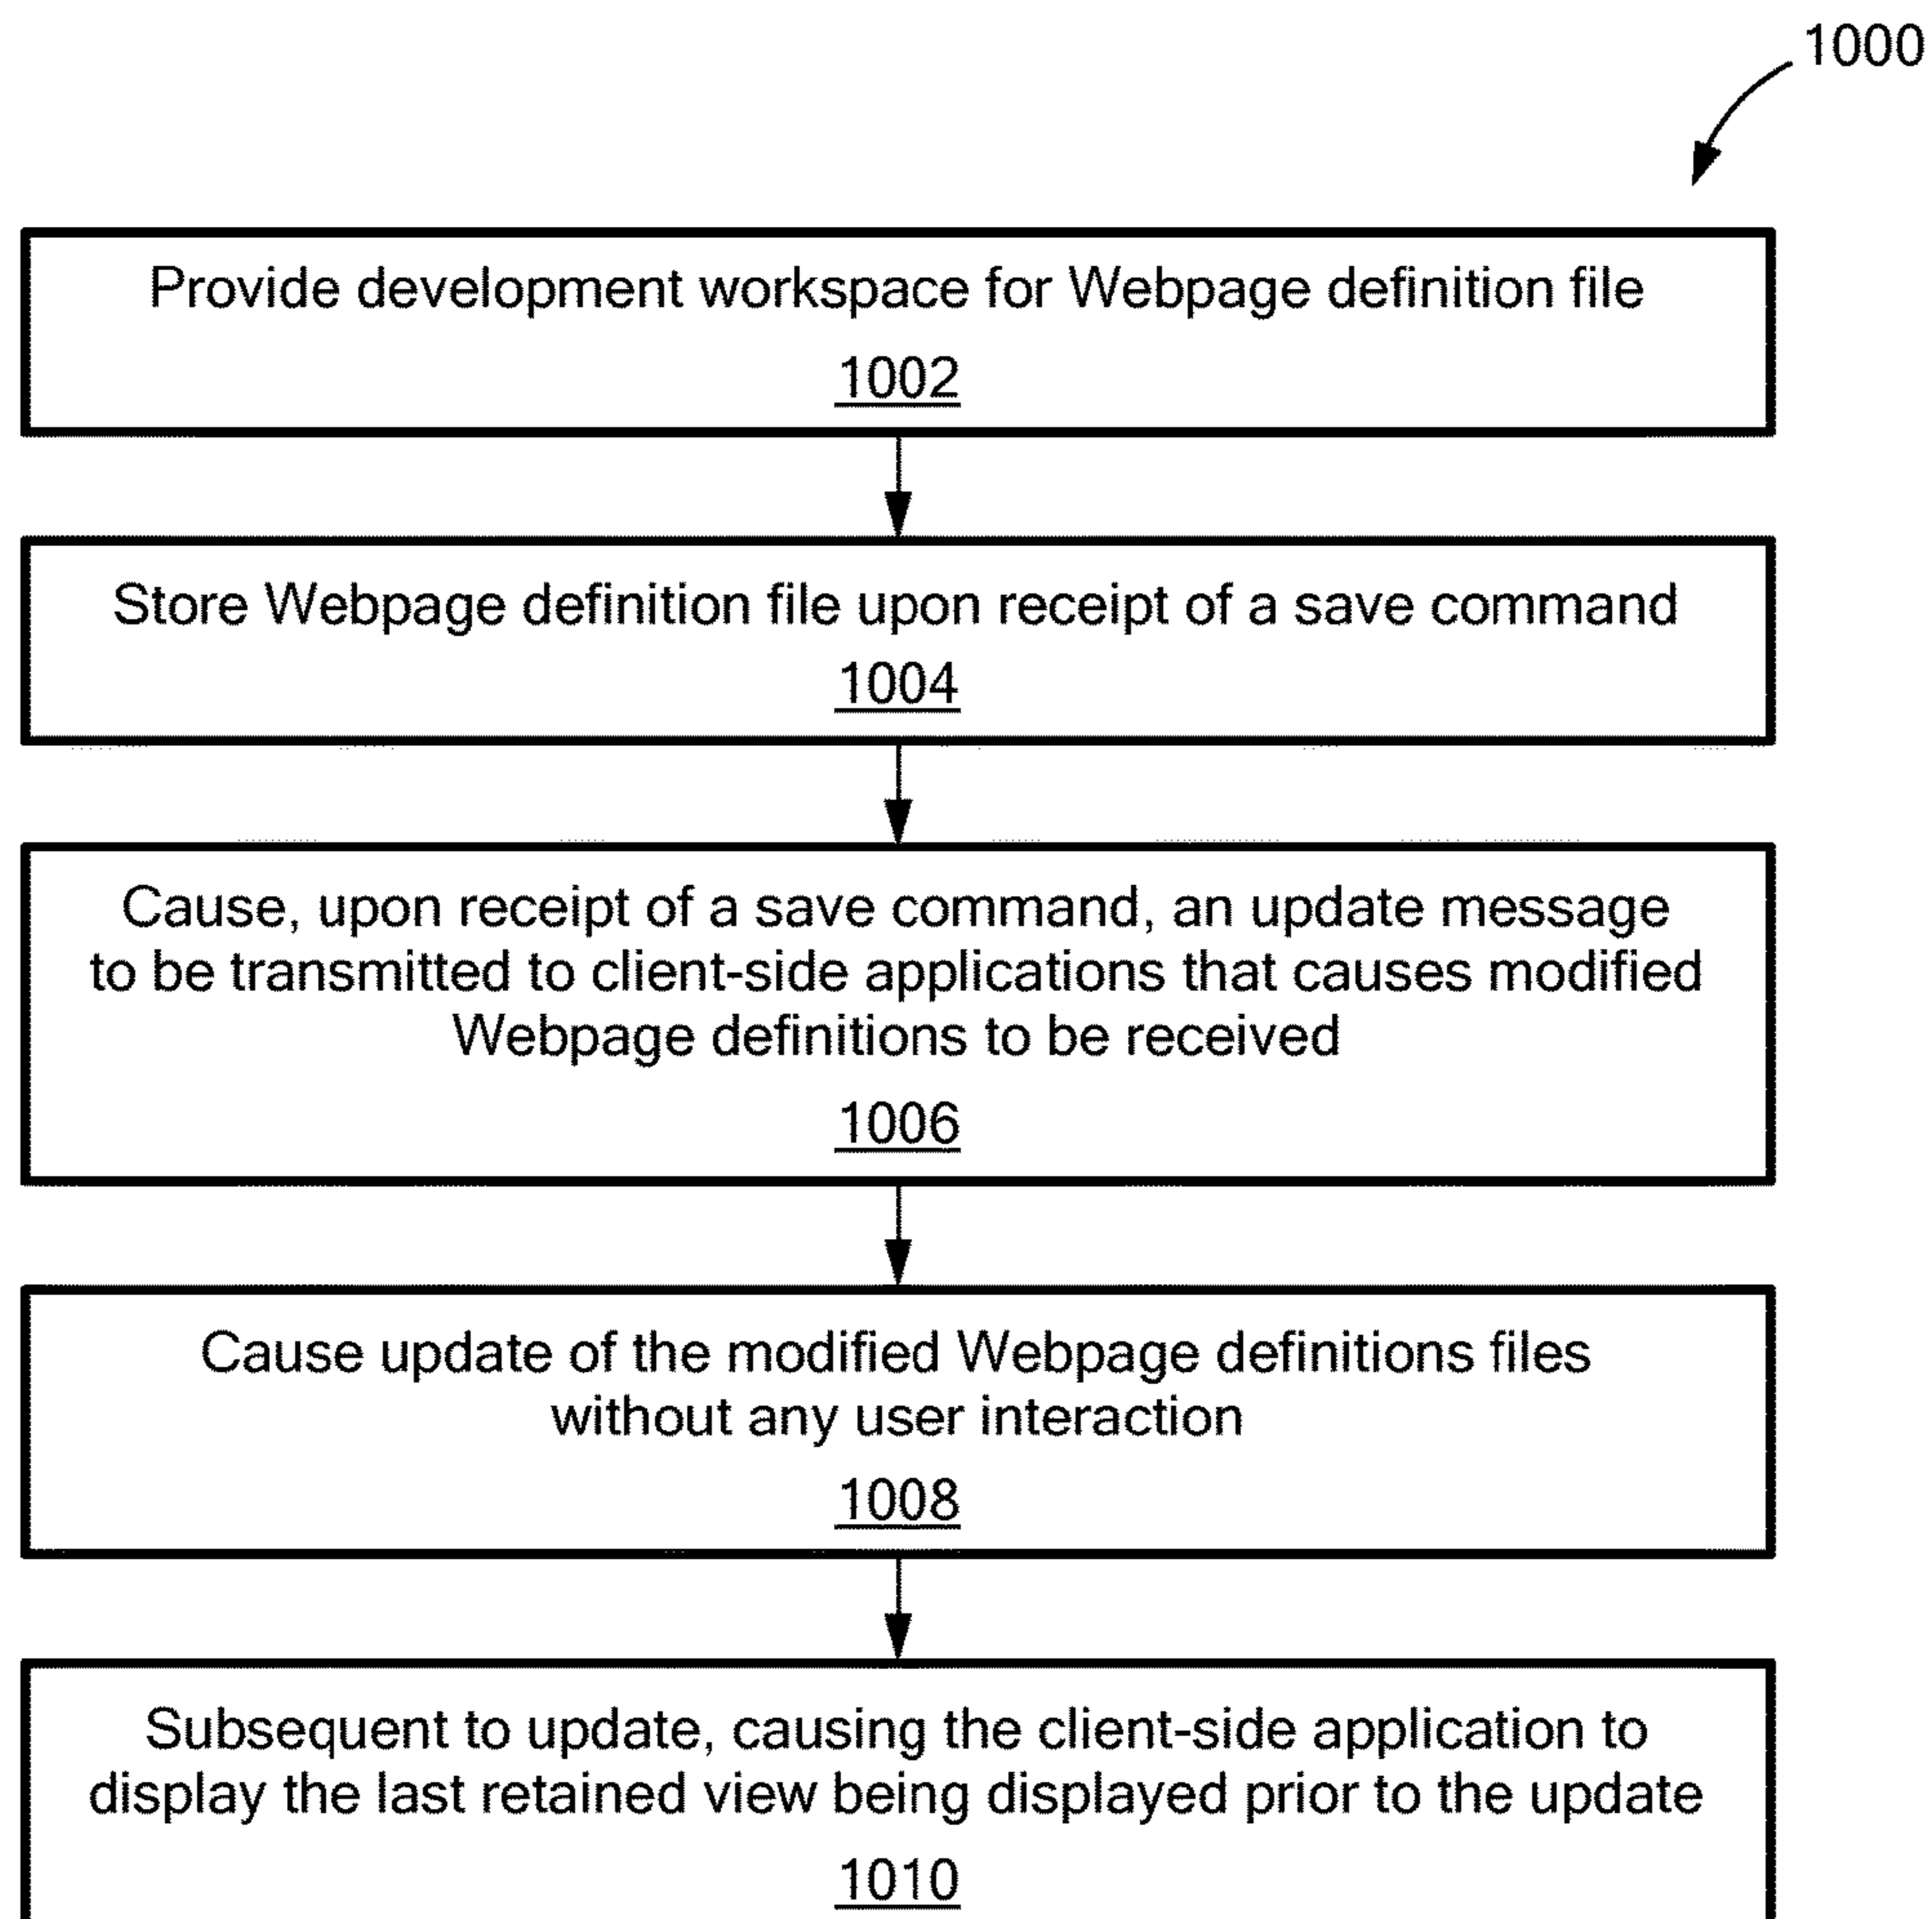 1000
Provide development workspace for Webpage definition file
1002
Store Webpage definition file upon receipt of a save command
1004
Cause, upon receipt of a save command, an update message
to be transmitted to client-side applications that causes modified
Webpage definitions to be received
1006
Cause update of the modified Webpage definitions files
without any user interaction
1008
Subsequent to update, causing the client-side application to
display the last retained view being displayed prior to the update
1010